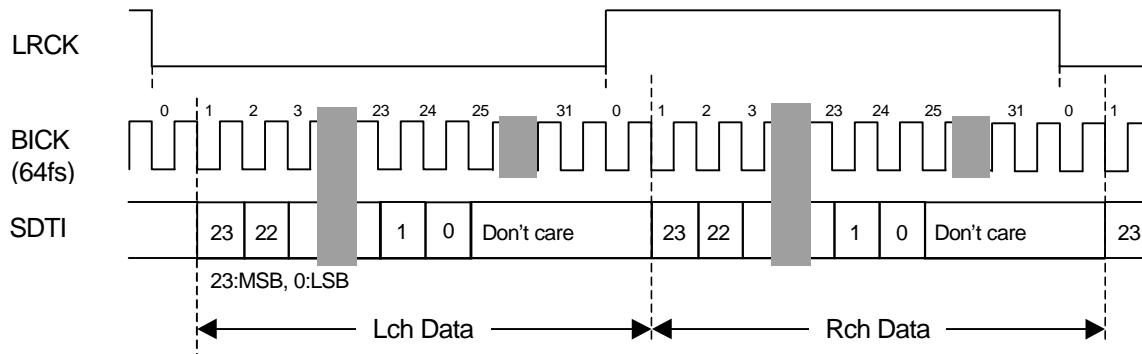 LRCK
0 1 2 3 23 24 25 31 0 1 2 3 23 24 25 31 0 1
BICK
(64fs)
SDTI 23 22 1 0 Don't care 23 22 1 0 Don't care 23
23:MSB, 0:LSB
Lch Data Rch Data